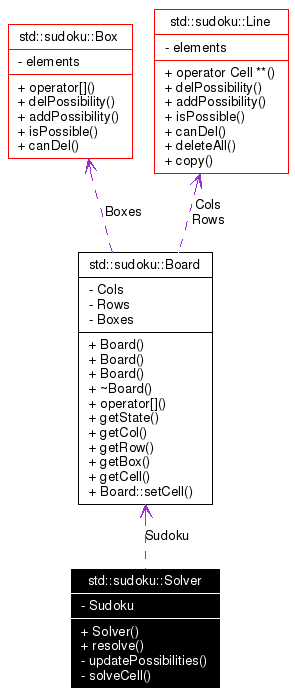 std::sudoku::Box
- elements
+ operator[]()
+ delPossibility()
+ addPossibility()
+ isPossible()
+ canDel()
std::sudoku::Line
- elements
+ operator Cell **()
+ delPossibility()
+ addPossibility()
+ isPossible()
+ canDel()
+ deleteAll()
+ copy()
Boxes
Cols
Rows
std::sudoku::Board
- Cols
- Rows
- Boxes
+ Board()
+ Board()
+ Board()
+ ~Board()
+ operator[]()
+ getState()
+ getCol()
+ getRow()
+ getBox()
+ getCell()
+ Board::setCell()
Sudoku
std::sudoku::Solver
- Sudoku
+ Solver()
+ resolve()
- updatePossibilities()
- solveCell()